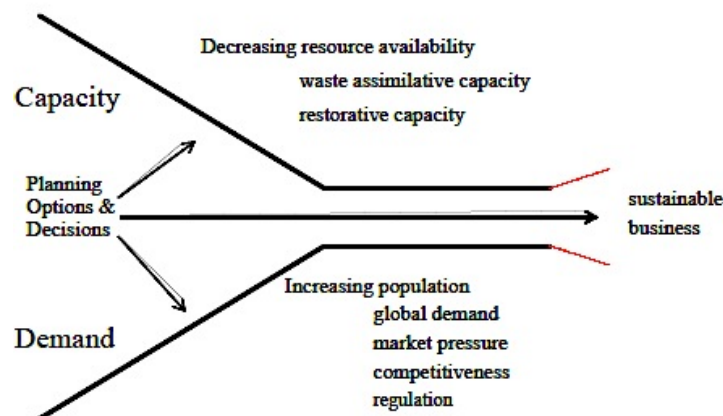 Decreasing resource availability
waste assimilative capacity
restorative capacity
Capacity
Planning
Options &
Decisions
sustainable
business
Demand
Increasing population
global demand
market pressure
competitiveness
regulation